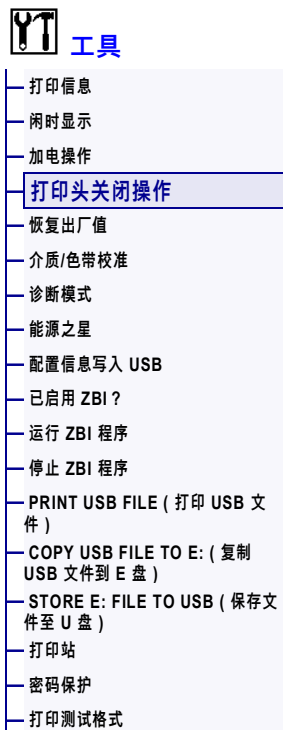 工具
打印信息
闲时显示
加电操作
打印头关闭操作
恢复出厂值
介质/色带校准
诊断模式
能源之星
配置信息写入 USB
已启用 ZBI？
运行 ZBI 程序
停止 ZBI 程序
PRINT USB FILE ( 打印 USB 文
件 )
COPY USB FILE TO E: ( 复制
USB 文件到 E 盘 )
STORE E: FILE TO USB ( 保存文
件至 U 盘 )
打印站
密码保护
打印测试格式